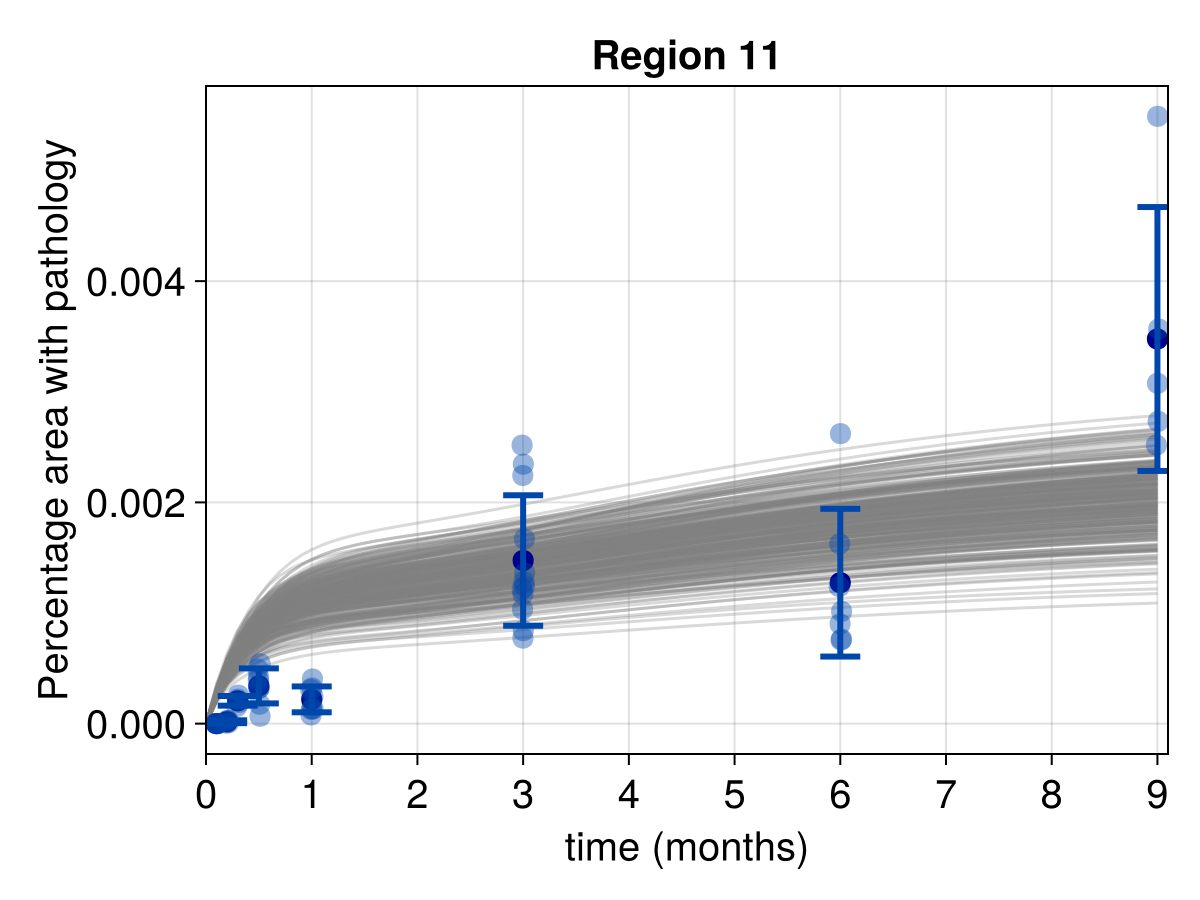 Region 11
Percentage area with pathology
0.004
0.002
0.000
0 1 2 3 4 5 6 7 8 9
time (months)